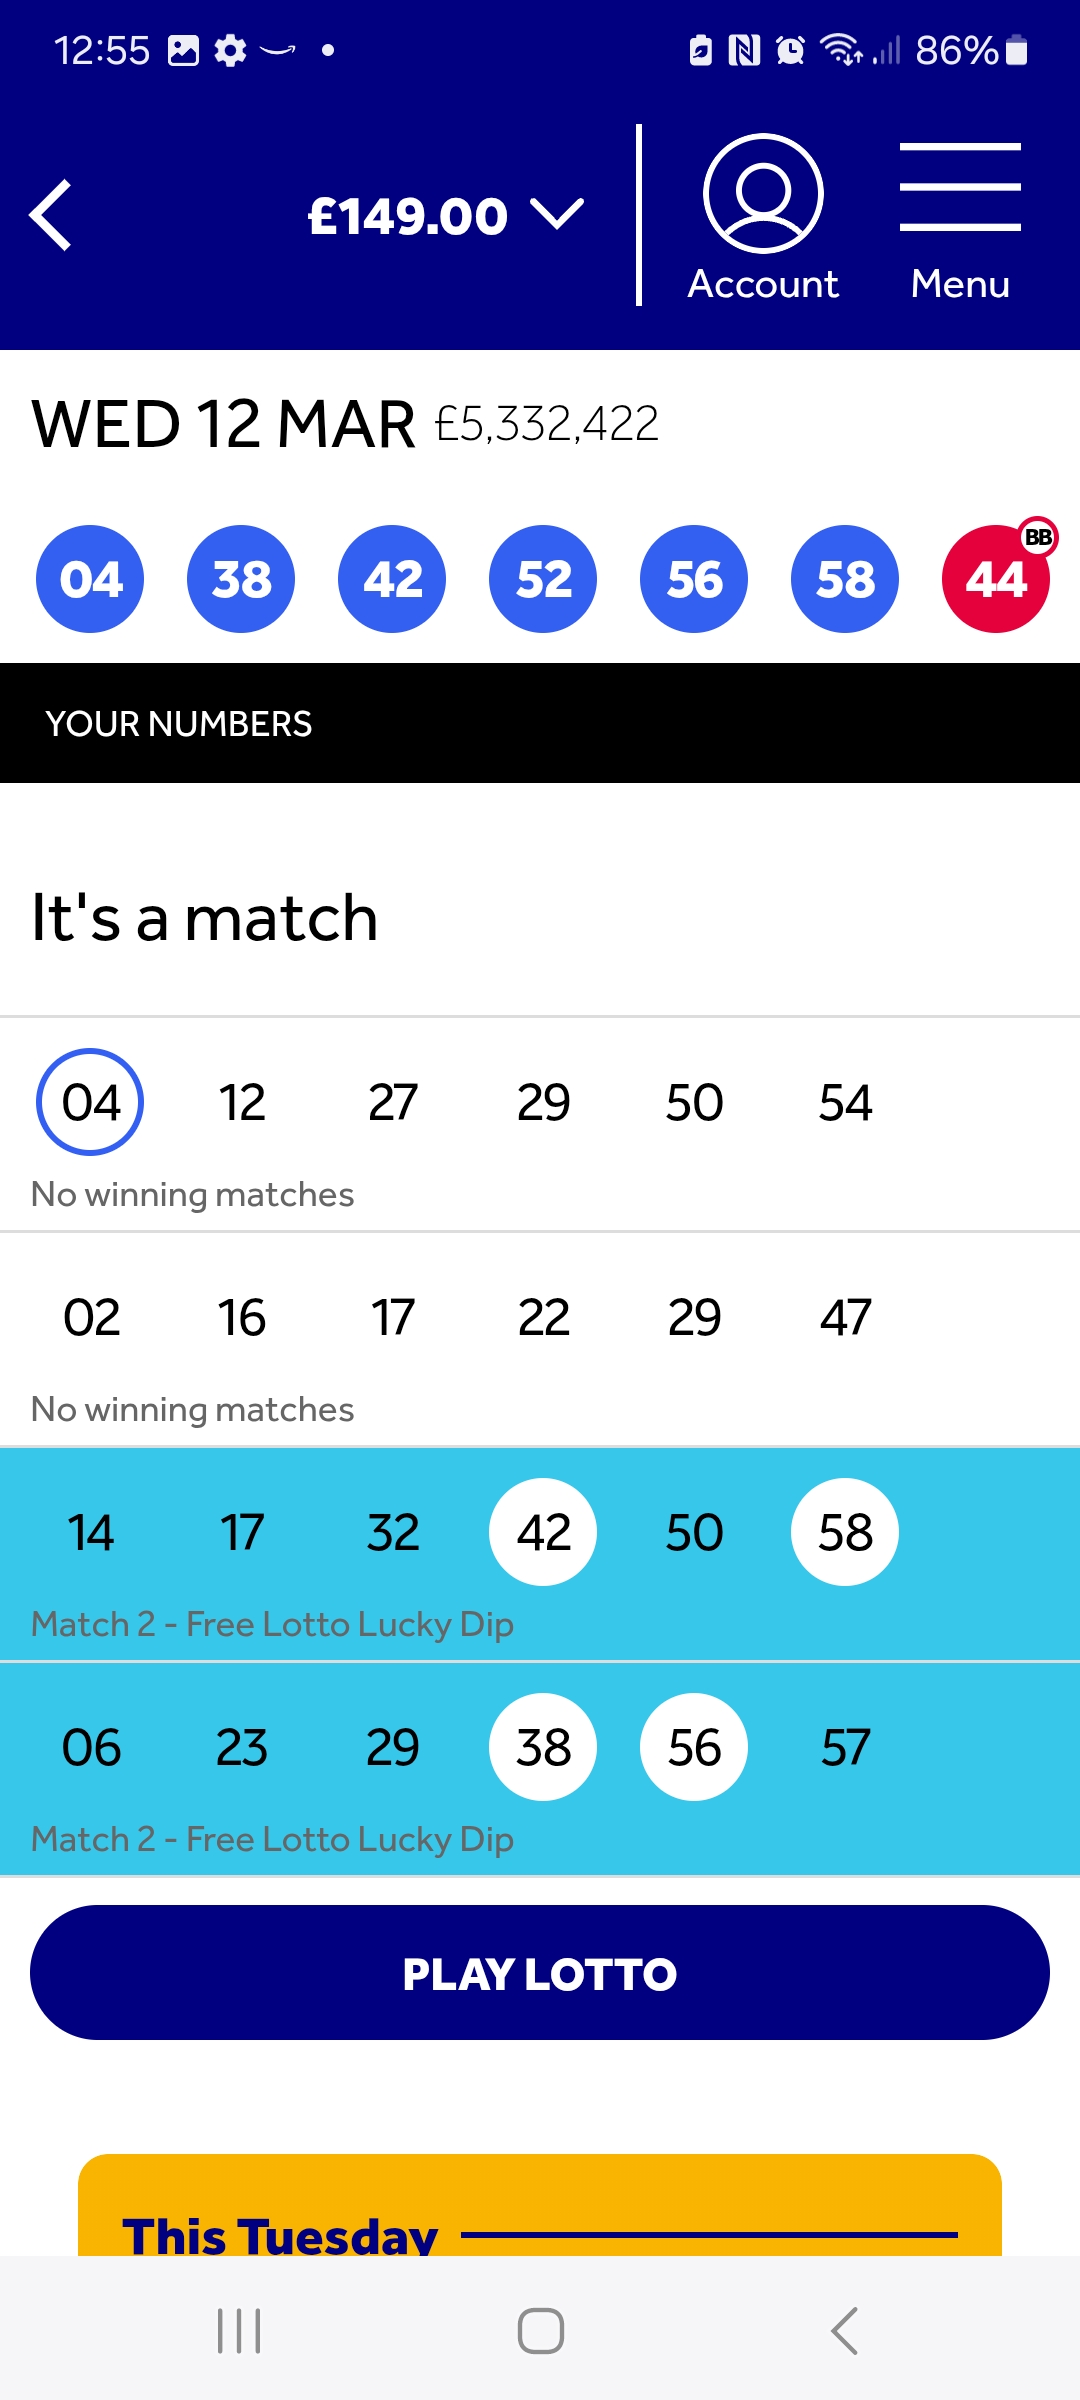 12:55 86%
£149.00
Account Menu
WED 12 MAR £5,332,422
BB
04 38 42 52 56 58 44
YOUR NUMBERS
It's a match
04 12 27 29 50 54
No winning matches
02 16 17 22 29 47
No winning matches
14 17 32 42 50 58
Match 2 - Free Lotto Lucky Dip
06 23 29 38 56 57
Match 2 - Free Lotto Lucky Dip
PLAY LOTTO
This Tuesday